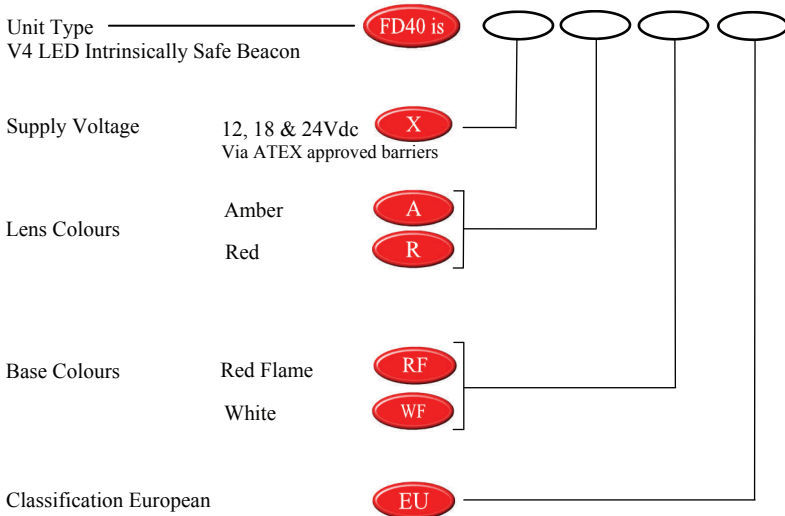 Unit Type FD40 is
V4 LED Intrinsically Safe Beacon
Supply Voltage 12, 18 & 24Vdc X
Via ATEX approved barriers
Amber A
Lens Colours
Red R
Base Colours Red Flame RF
White WF
Classification European EU